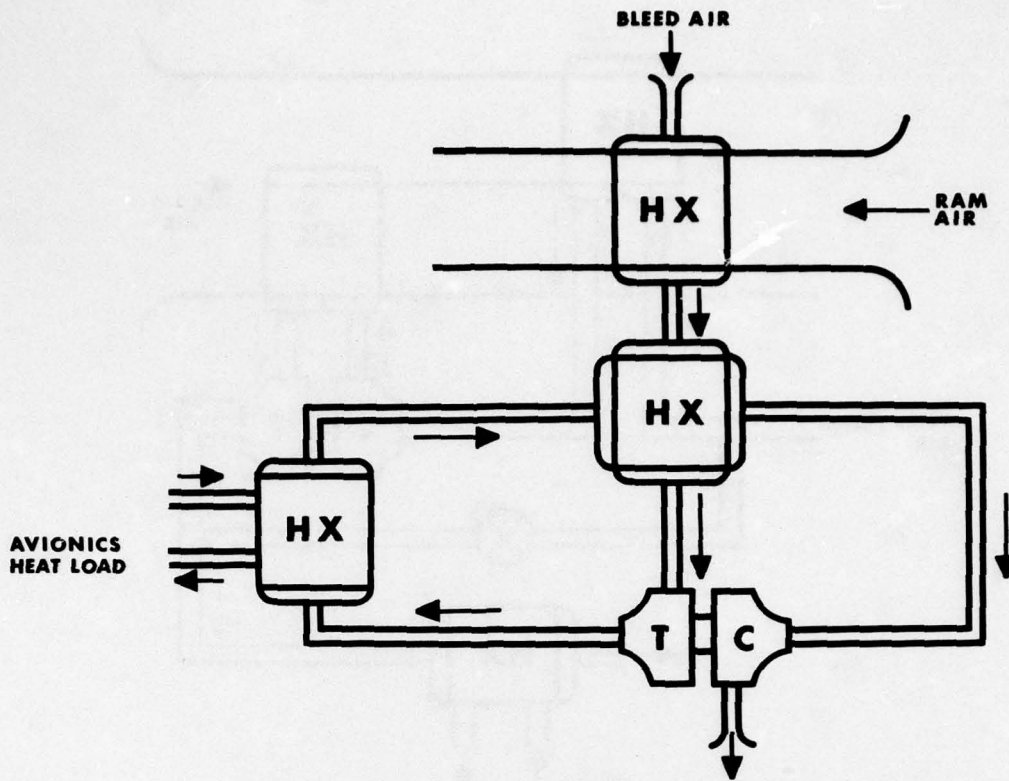 BLEED AIR
HX
RAM
AIR
HX
HX
AVIONICS
HEAT LOAD
T
C